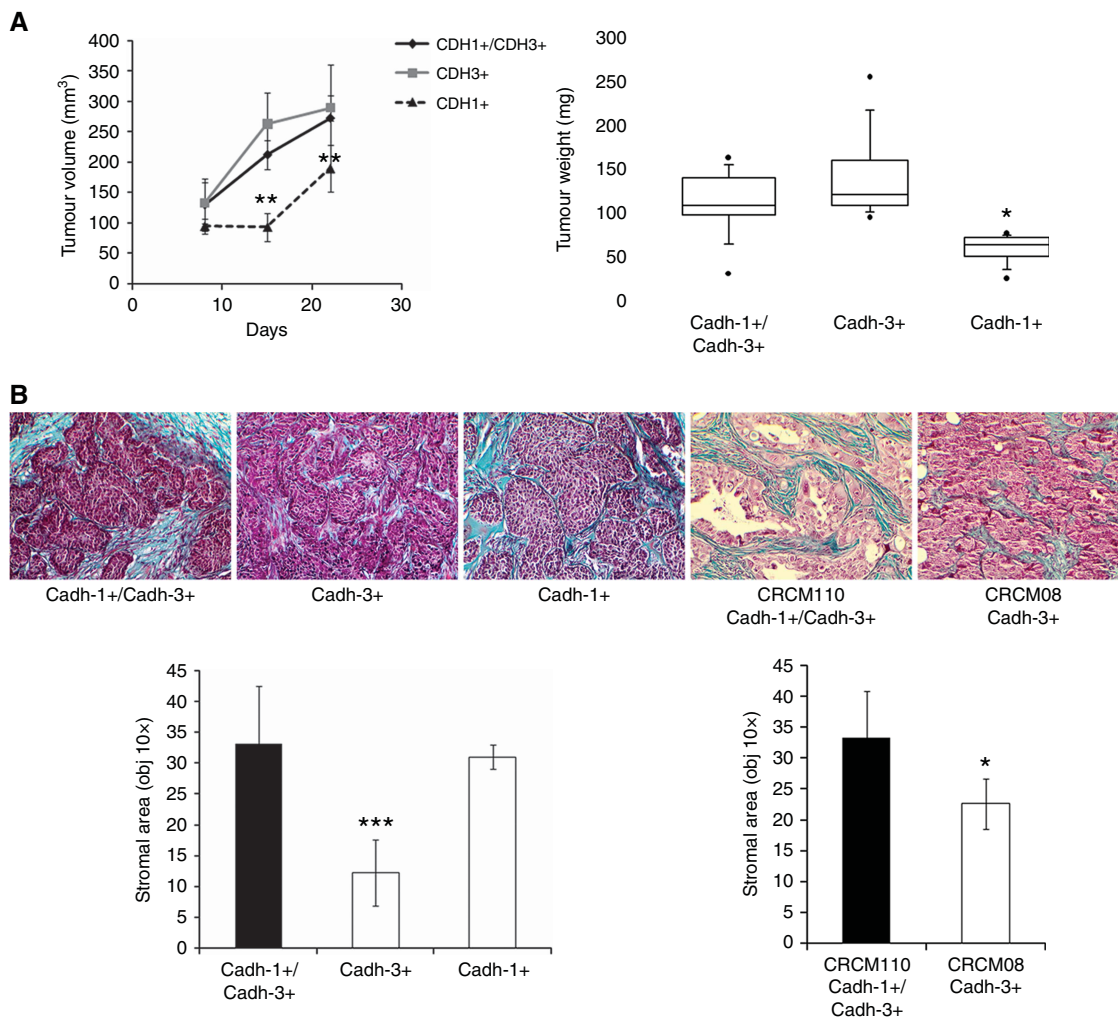 A
Tumour volume (mm³)
400
350
300
250
200
150
100
50
0
0
10
20
30
Days
CDH1+/CDH3+
CDH3+
CDH1+
**
**
Tumour weight (mg)
300
250
200
150
100
50
0
*
Cadh-1+/
Cadh-3+
Cadh-3+
Cadh-1+
B
Cadh-1+/Cadh-3+
Cadh-3+
Cadh-1+
CRCM110
Cadh-1+/Cadh-3+
CRCM08
Cadh-3+
Stromal area (obj 10×)
45
40
35
30
25
20
15
10
5
0
***
Cadh-1+/
Cadh-3+
Cadh-3+
Cadh-1+
Stromal area (obj 10×)
45
40
35
30
25
20
15
10
5
0
*
CRCM110
Cadh-1+/
Cadh-3+
CRCM08
Cadh-3+